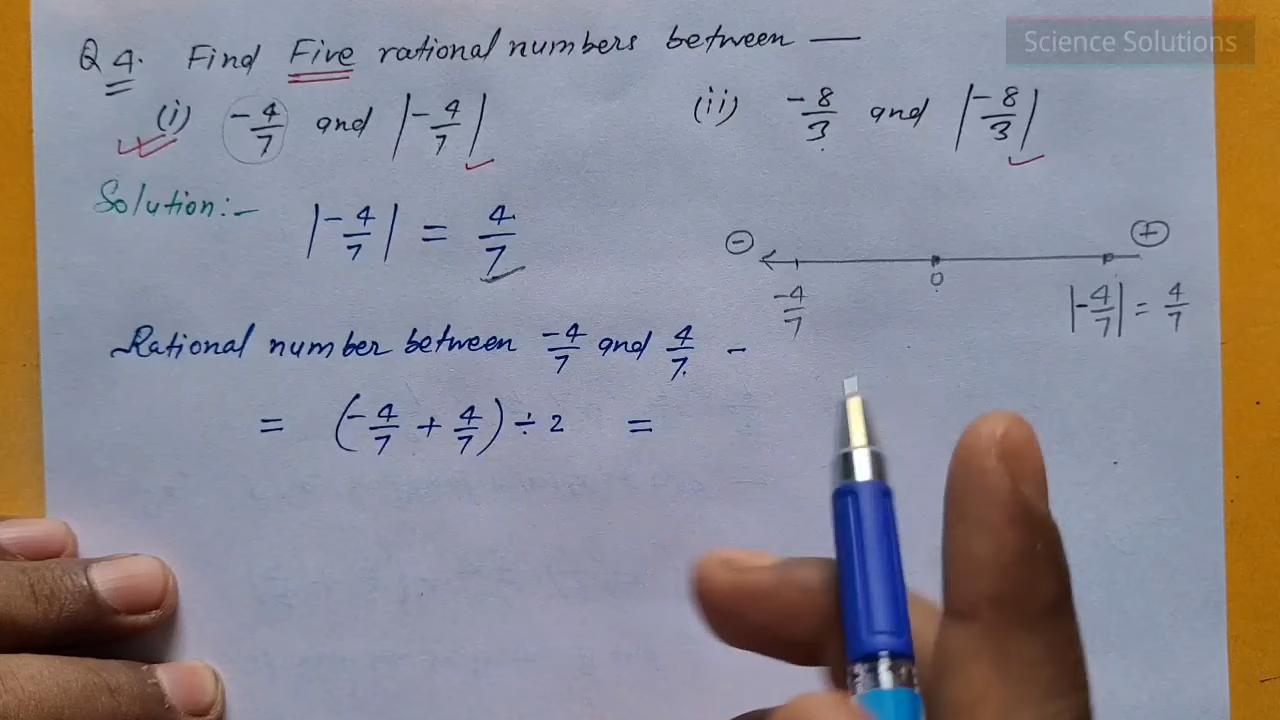 Science Solutions
Q 4. Find Five rational numbers between —
(i) -4/7 and |-4/7| (ii) -8/3 and |-8/3|
Solution:- |-4/7| = 4/7
⊖ ⊕
0
-4/7 |-4/7| = 4/7
Rational number between -4/7 and 4/7 -
= (-4/7 + 4/7) ÷ 2 =